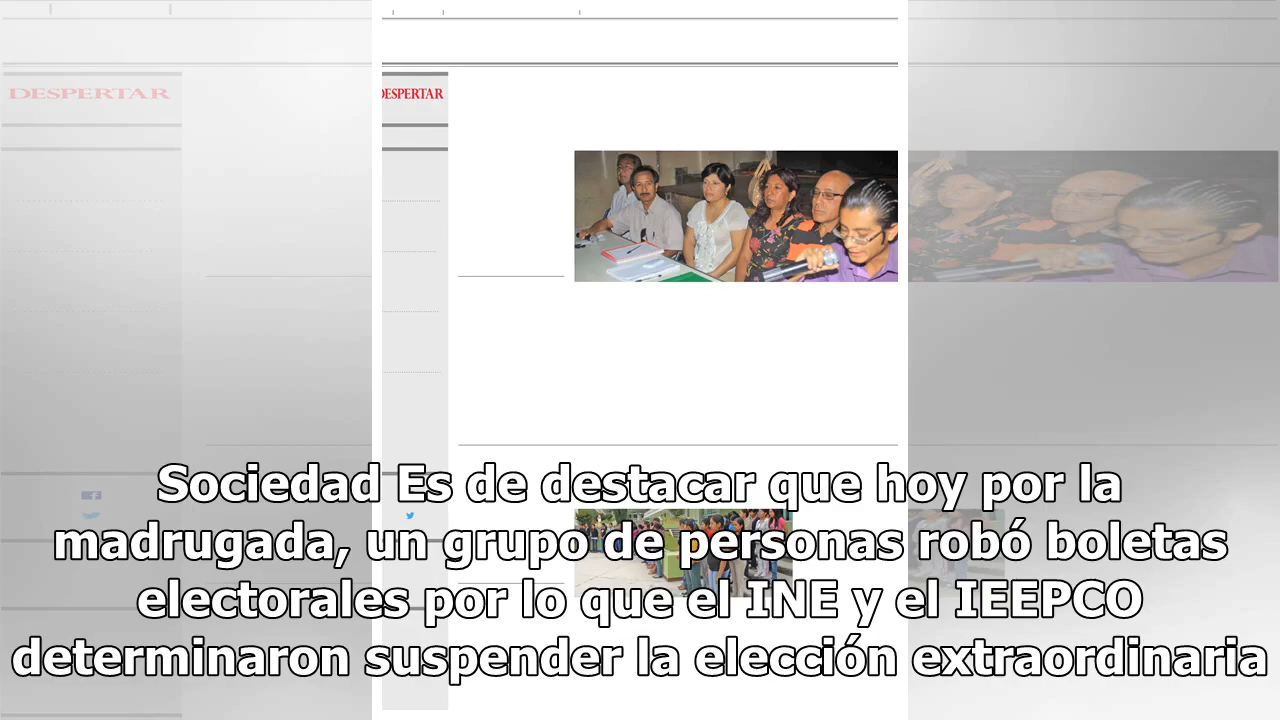 DESPERTAR
DESPERTAR
Sociedad Es de destacar que hoy por la
madrugada, un grupo de personas robó boletas
electorales por lo que el INE y el IEEPCO
determinaron suspender la elección extraordinaria